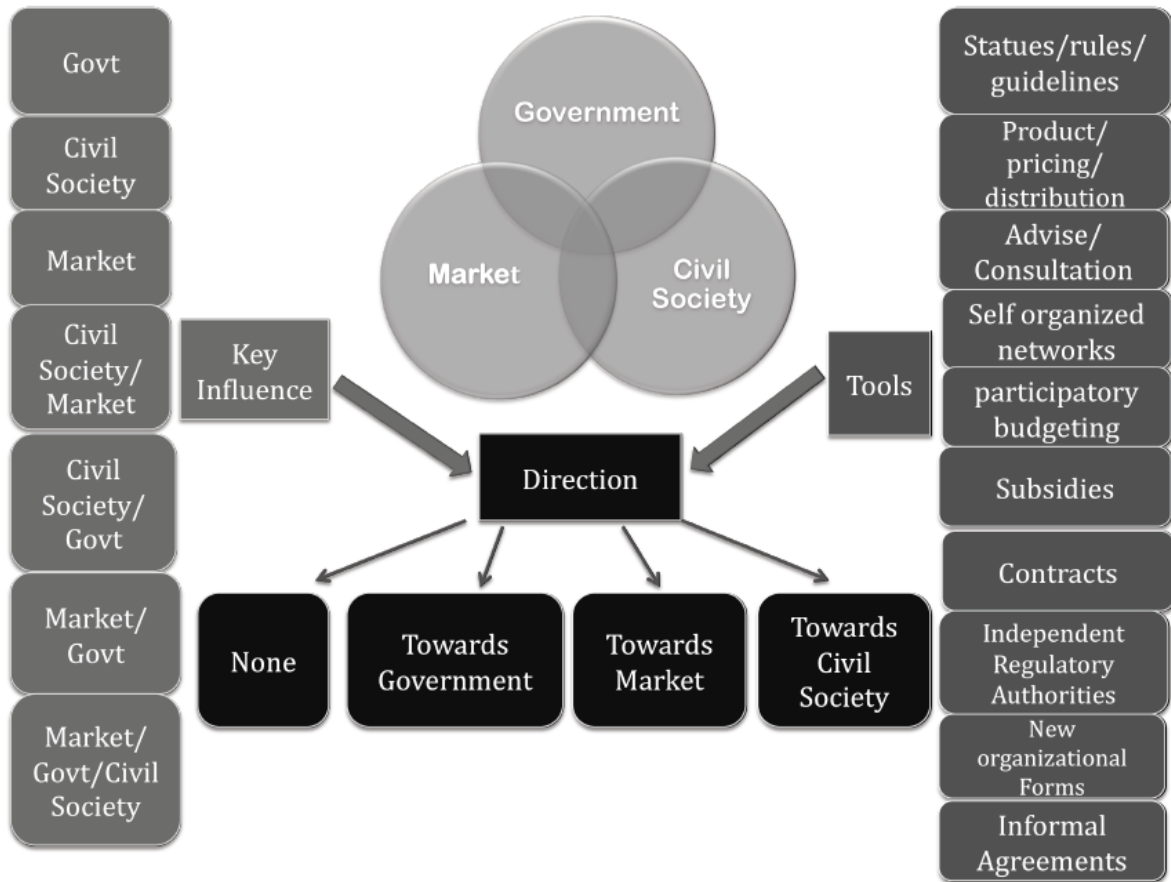 Govt
Civil
Society
Market
Civil
Society/
Market
Civil
Society/
Govt
Market/
Govt
Market/
Govt/Civil
Society
Key
Influence
Government
Market
Civil
Society
Direction
None
Towards
Government
Towards
Market
Towards
Civil
Society
Tools
Statues/rules/
guidelines
Product/
pricing/
distribution
Advise/
Consultation
Self organized
networks
participatory
budgeting
Subsidies
Contracts
Independent
Regulatory
Authorities
New
organizational
Forms
Informal
Agreements